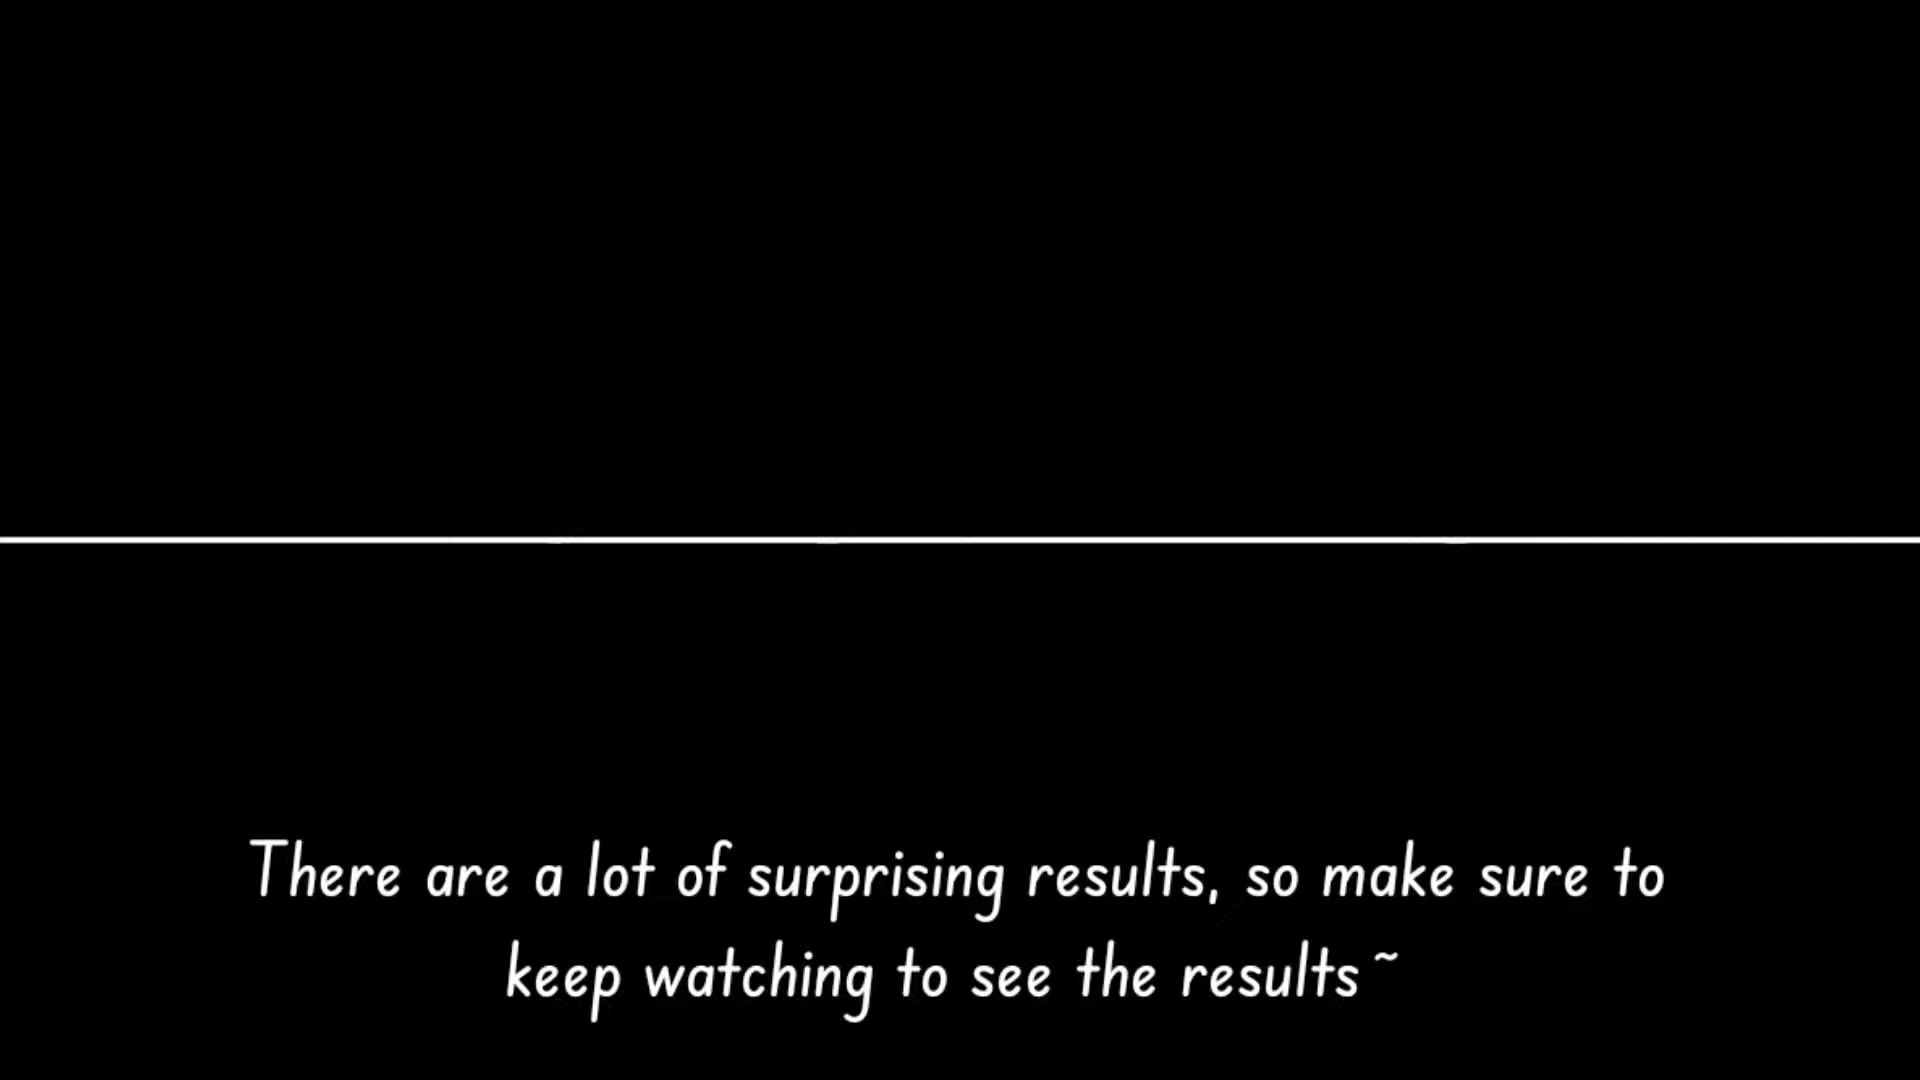 There are a lot of surprising results, so make sure to
keep watching to see the results~